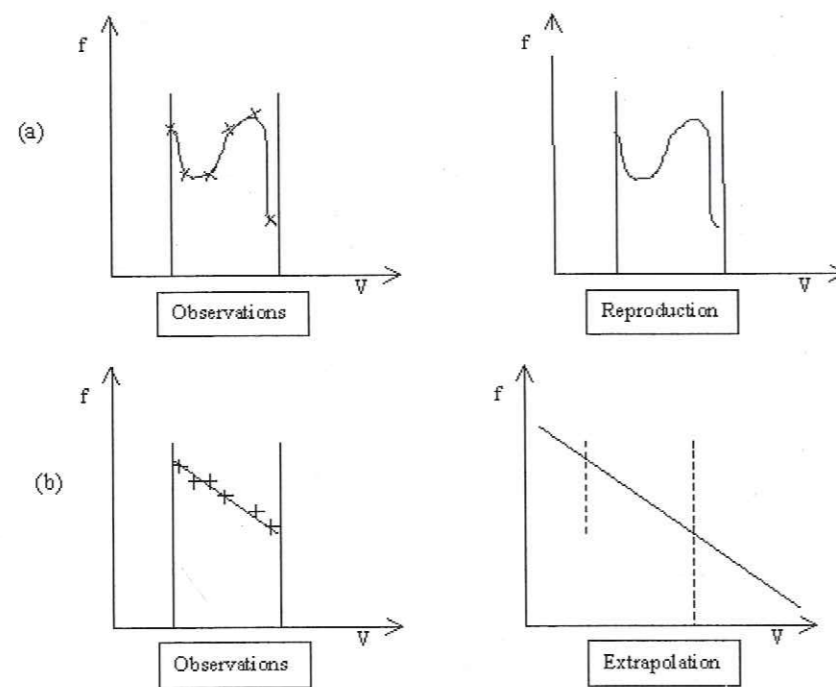 f
f
(a)
V
V
Observations
Reproduction
f
f
(b)
V
V
Observations
Extrapolation